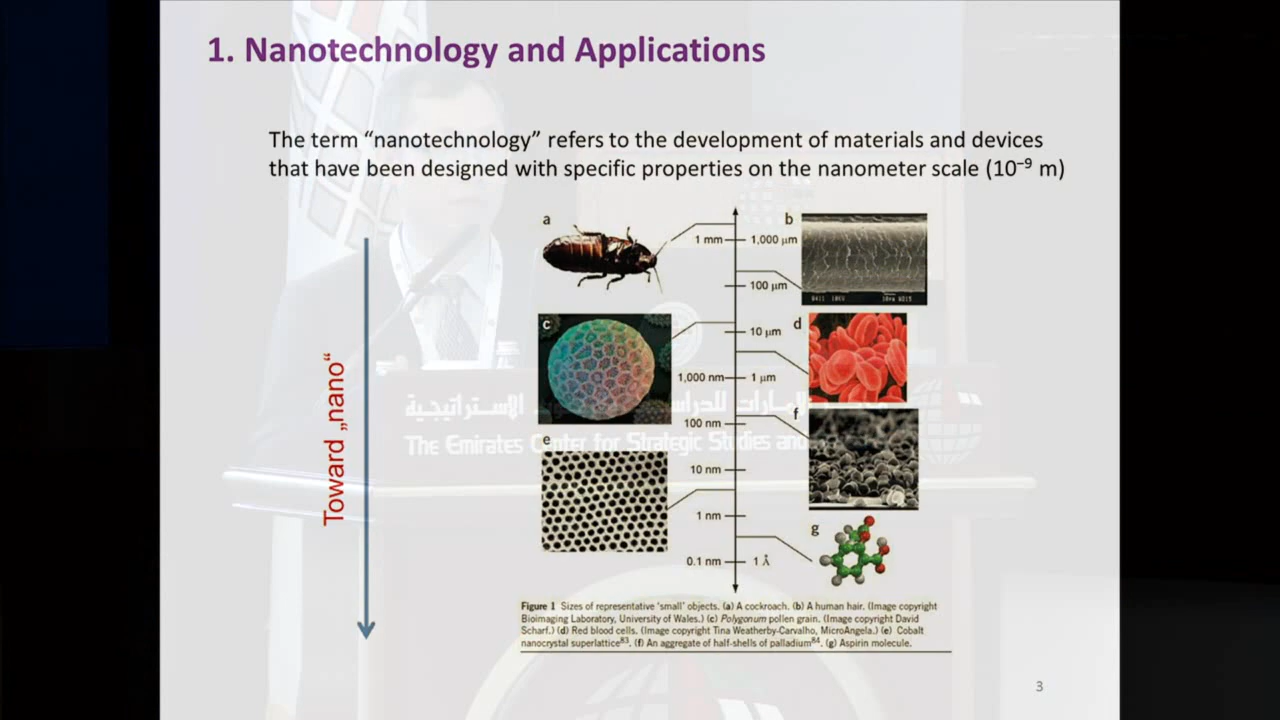 1. Nanotechnology and Applications
The term “nanotechnology” refers to the development of materials and devices
that have been designed with specific properties on the nanometer scale (10⁻⁹ m)
Toward „nano“
a
b
1 mm
1,000 µm
100 µm
c
d
10 µm
1,000 nm
1 µm
100 nm
f
e
10 nm
1 nm
g
0.1 nm
1 Å
الإمارات للدراسات
الاستراتيجية
The Emirates Center for Strategic Studies and
Figure 1 Sizes of representative 'small' objects. (a) A cockroach. (b) A human hair. (Image copyright
Bioimaging Laboratory, University of Wales.) (c) Polygonum pollen grain. (Image copyright David
Scharf.) (d) Red blood cells. (Image copyright Tina Weatherby-Carvalho, MicroAngela.) (e) Cobalt
nanocrystal superlattice⁸³. (f) An aggregate of half-shells of palladium⁸⁴. (g) Aspirin molecule.
3